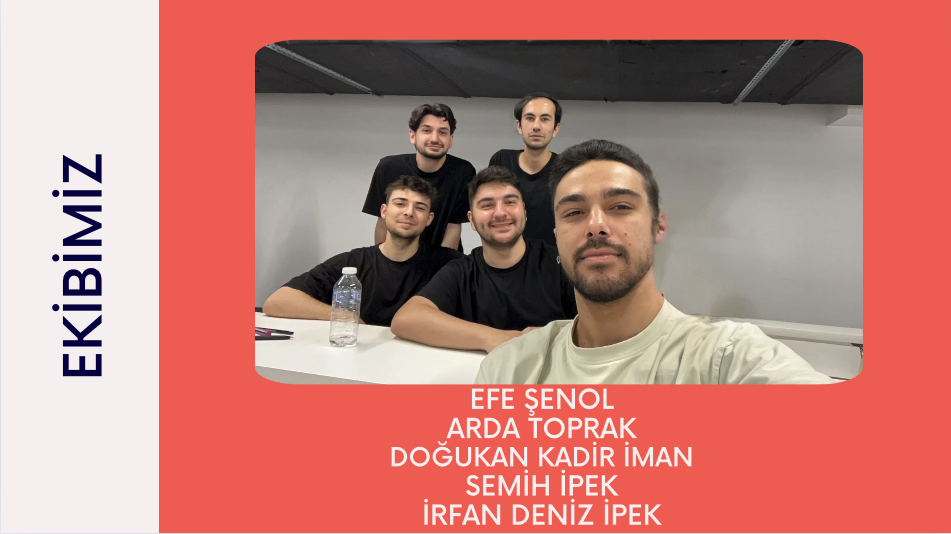 EKİBİMİZ
EFE ŞENOL
ARDA TOPRAK
DOĞUKAN KADİR İMAN
SEMİH İPEK
İRFAN DENİZ İPEK